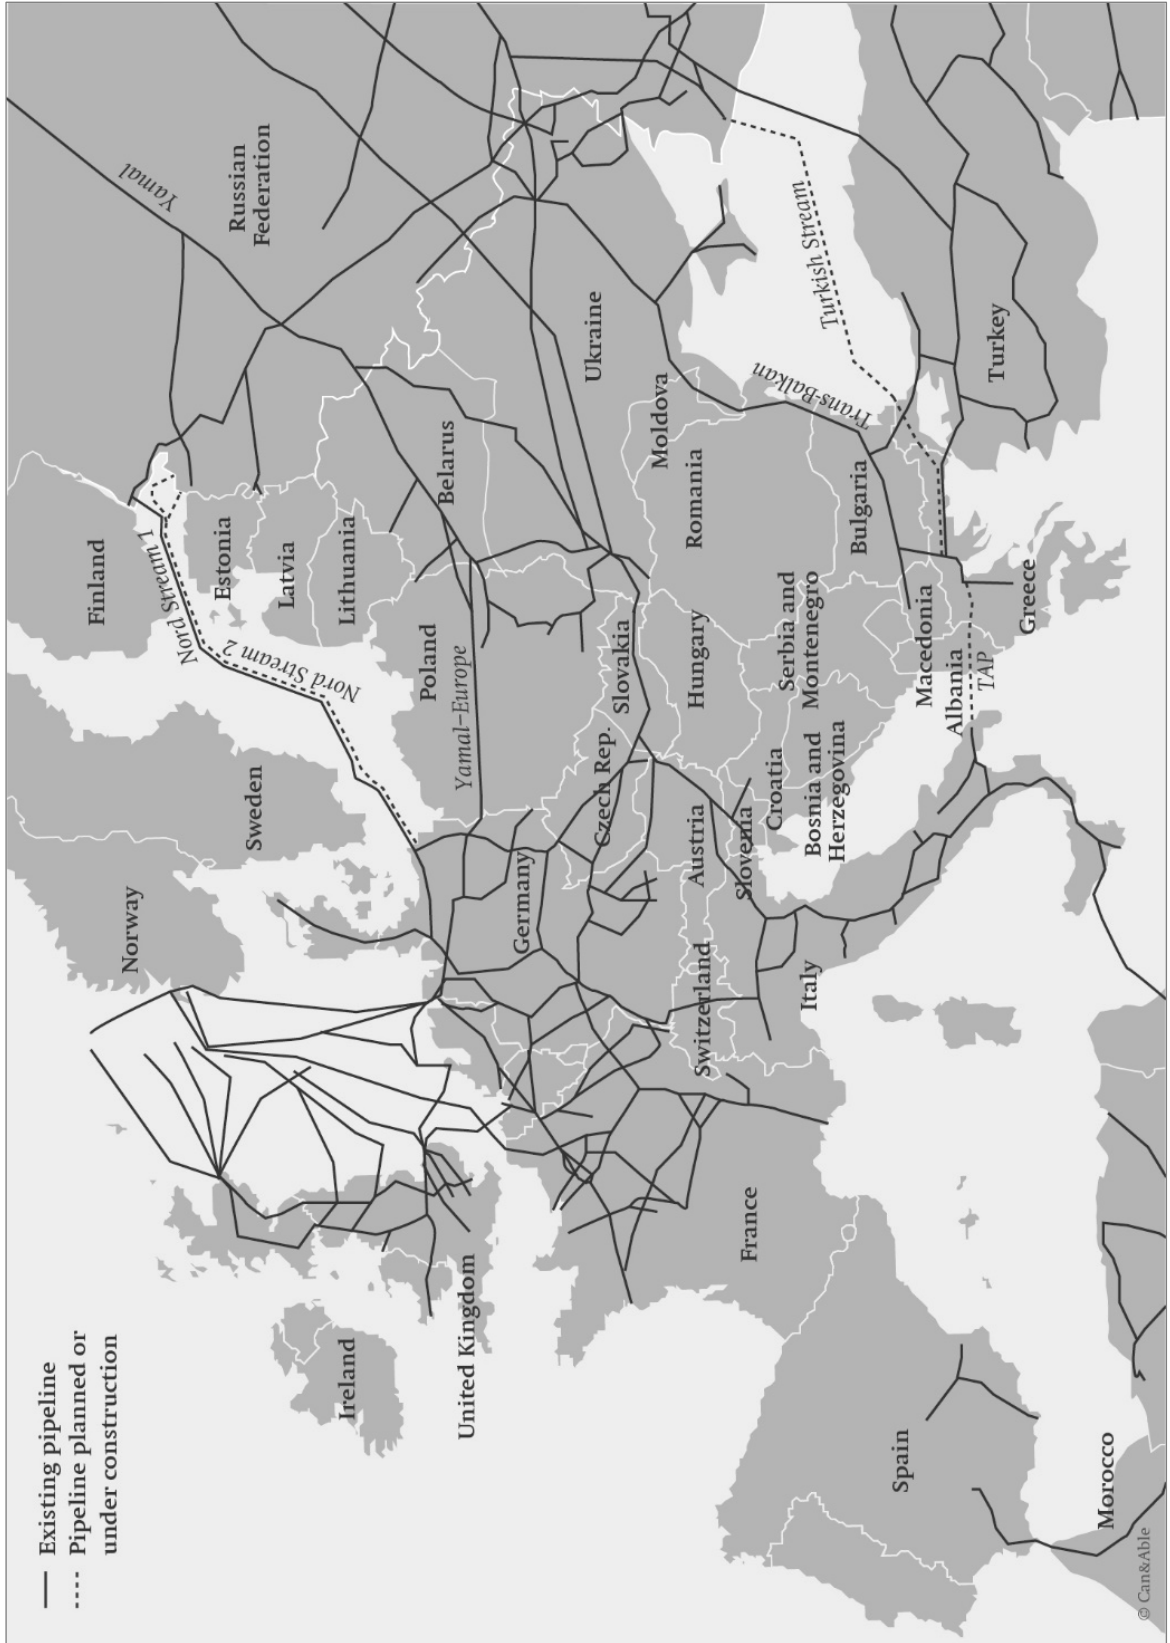 Existing pipeline
Pipeline planned or
under construction
Norway
Sweden
Finland
Nord Stream 1
Nord Stream 2
Estonia
Latvia
Lithuania
Yamal
Russian
Federation
Ireland
United Kingdom
Germany
Poland
Yamal–Europe
Belarus
Czech Rep.
Slovakia
Ukraine
France
Switzerland
Austria
Slovenia
Hungary
Romania
Moldova
Croatia
Bosnia and
Herzegovina
Serbia and
Montenegro
Italy
Bulgaria
Trans-Balkan
Turkish Stream
Spain
Albania
Macedonia
TAP
Greece
Turkey
Morocco
© Can&Able